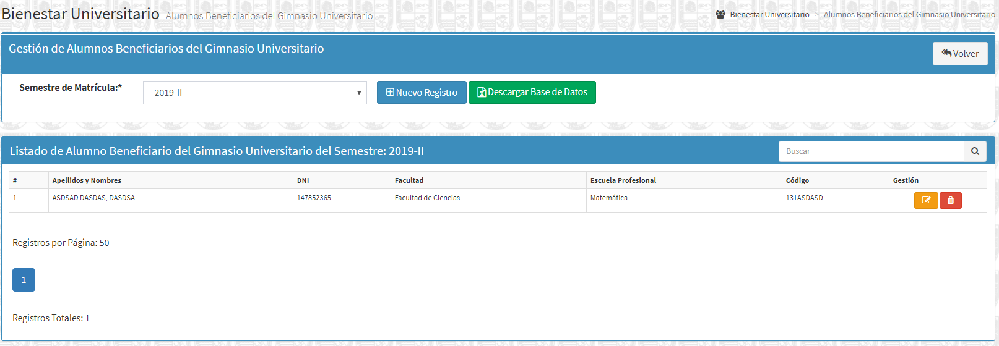 Bienestar Universitario Alumnos Beneficiarios del Gimnasio Universitario
Bienestar Universitario > Alumnos Beneficiarios del Gimnasio Universitario
Gestión de Alumnos Beneficiarios del Gimnasio Universitario
Volver
Semestre de Matrícula:* 2019-II Nuevo Registro Descargar Base de Datos
Listado de Alumno Beneficiario del Gimnasio Universitario del Semestre: 2019-II Buscar
# Apellidos y Nombres DNI Facultad Escuela Profesional Código Gestión
1 ASDSAD DASDAS, DASDSA 147852365 Facultad de Ciencias Matemática 131ASDASD
Registros por Página: 50
1
Registros Totales: 1